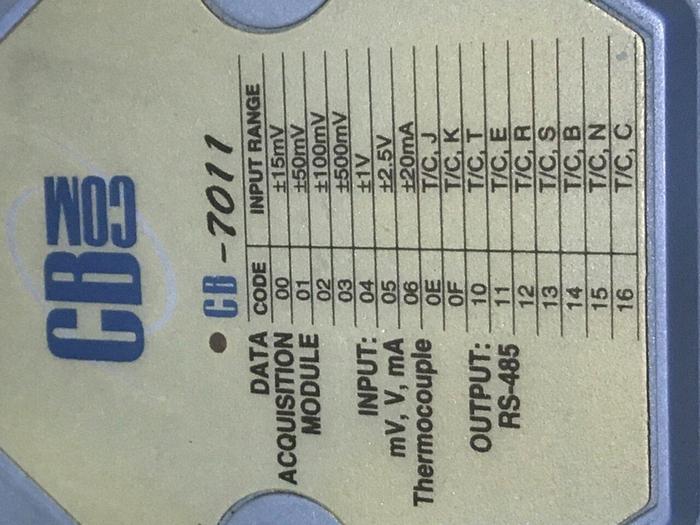 CB COM
CB-7011
DATA
ACQUISITION
MODULE
INPUT:
mV, V, mA
Thermocouple
OUTPUT:
RS-485
CODE INPUT RANGE
00 ±15mV
01 ±50mV
02 ±100mV
03 ±500mV
04 ±1V
05 ±2.5V
06 ±20mA
0E T/C, J
0F T/C, K
10 T/C, T
11 T/C, E
12 T/C, R
13 T/C, S
14 T/C, B
15 T/C, N
16 T/C, C